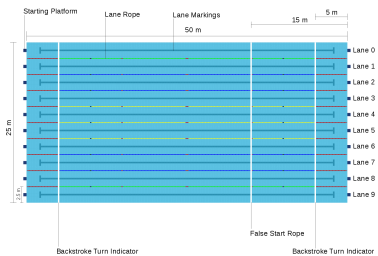 Starting Platform
Lane Rope
Lane Markings
5 m
15 m
50 m
25 m
2.5 m
Lane 0
Lane 1
Lane 2
Lane 3
Lane 4
Lane 5
Lane 6
Lane 7
Lane 8
Lane 9
False Start Rope
Backstroke Turn Indicator
Backstroke Turn Indicator